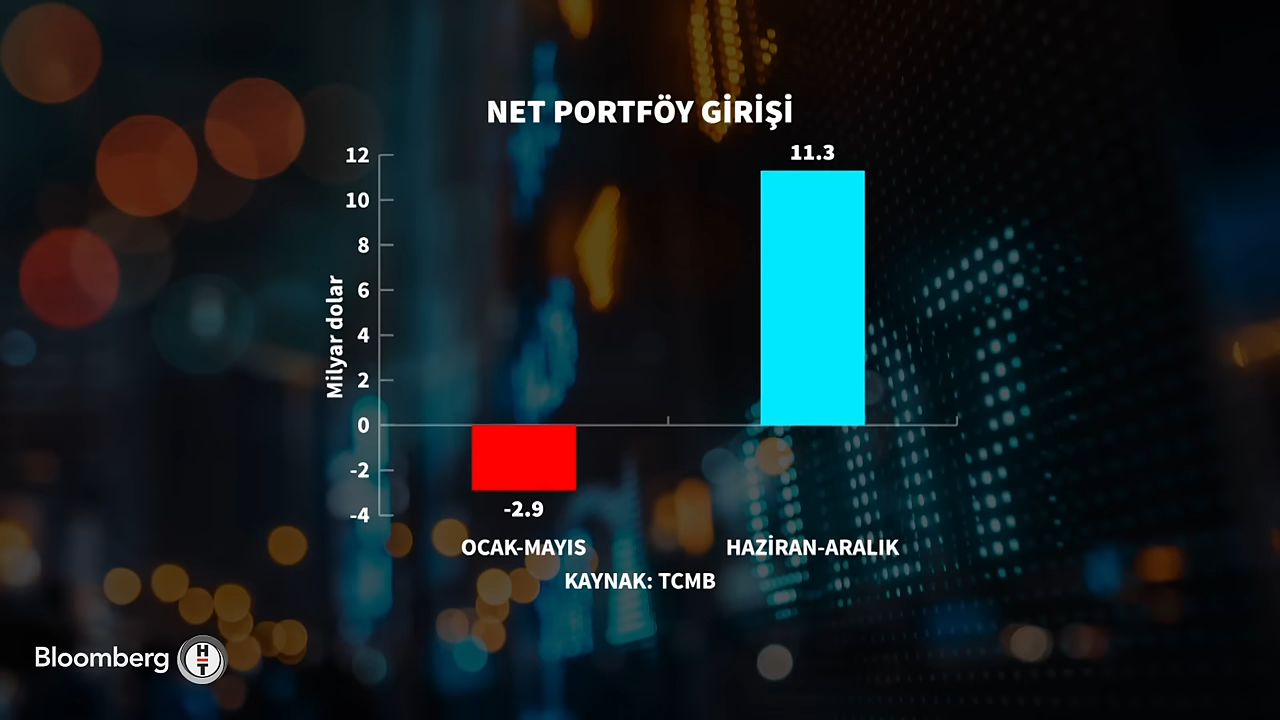 NET PORTFÖY GİRİŞİ
12
10
8
6
4
2
0
-2
-4
Milyar dolar
11.3
-2.9
OCAK-MAYIS
HAZİRAN-ARALIK
KAYNAK: TCMB
Bloomberg HT